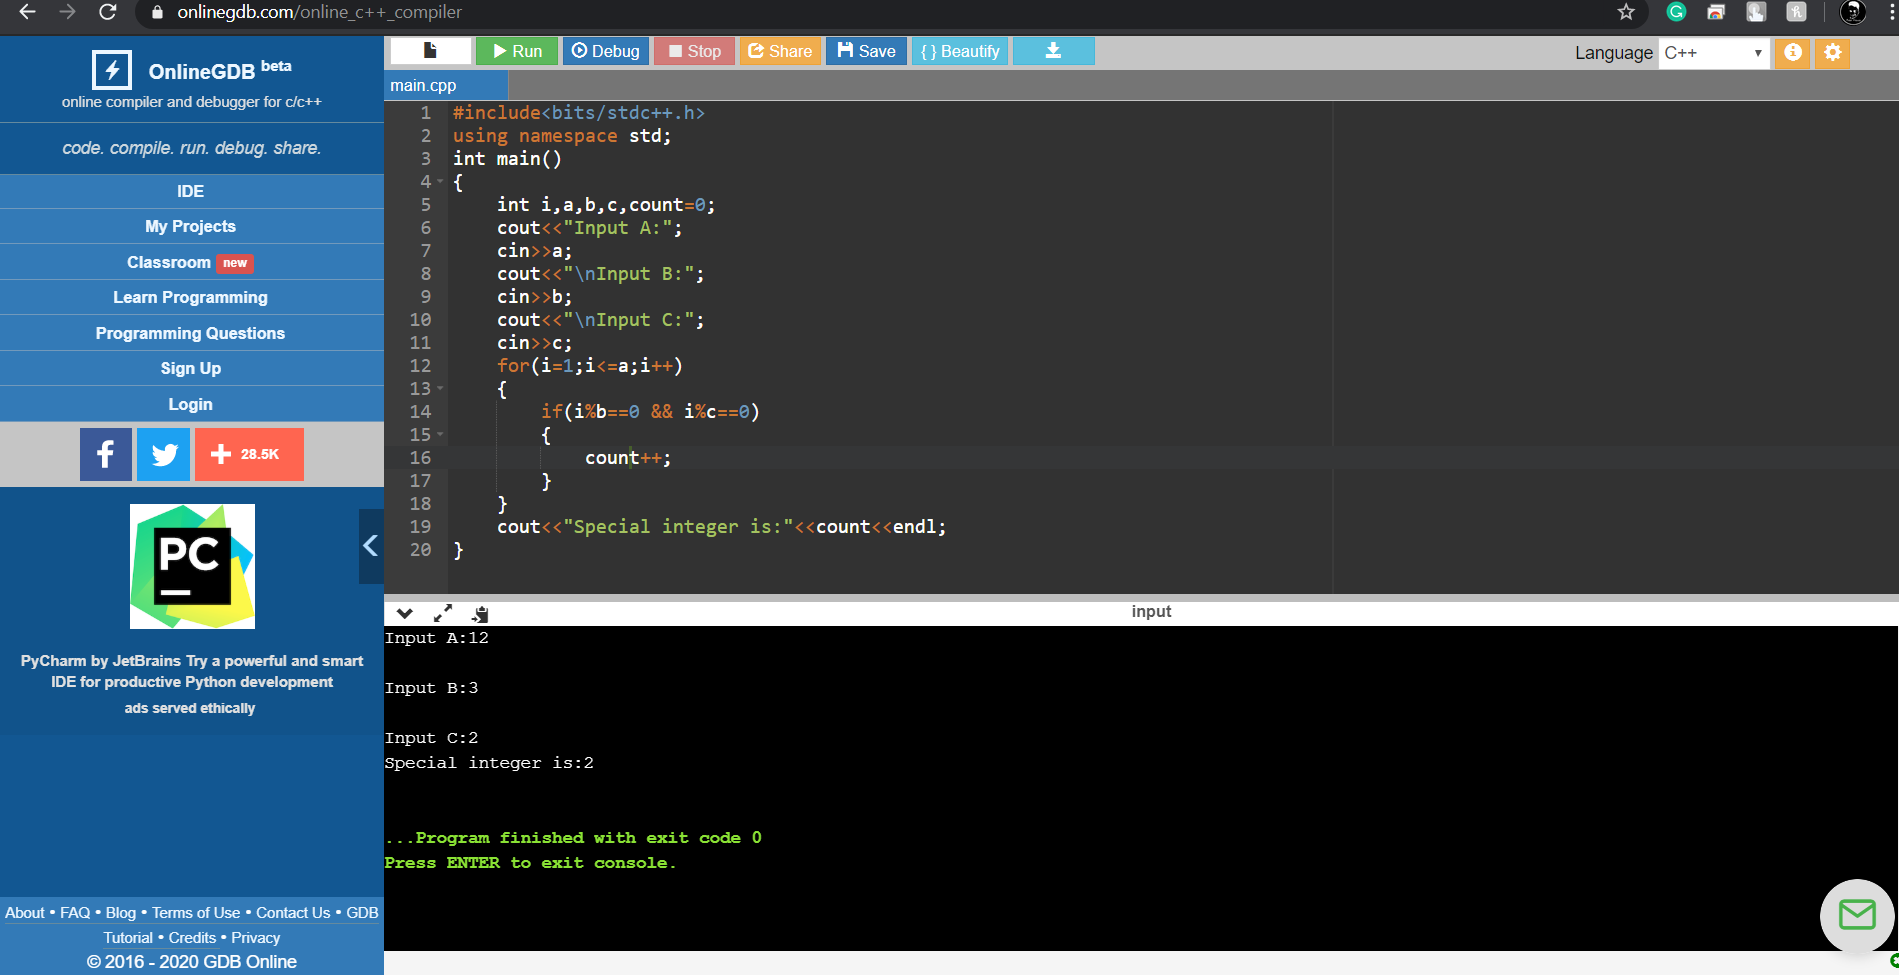 onlinegdb.com/online_c++_compiler
OnlineGDB beta
online compiler and debugger for c/c++
code. compile. run. debug. share.
IDE
My Projects
Classroom new
Learn Programming
Programming Questions
Sign Up
Login
28.5K
PC
PyCharm by JetBrains Try a powerful and smart
IDE for productive Python development
ads served ethically
About • FAQ • Blog • Terms of Use • Contact Us • GDB
Tutorial • Credits • Privacy
© 2016 - 2020 GDB Online
Run Debug Stop Share Save { } Beautify
Language C++
main.cpp
1 #include<bits/stdc++.h>
2 using namespace std;
3 int main()
4 {
5     int i,a,b,c,count=0;
6     cout<<"Input A:";
7     cin>>a;
8     cout<<"\nInput B:";
9     cin>>b;
10     cout<<"\nInput C:";
11     cin>>c;
12     for(i=1;i<=a;i++)
13     {
14         if(i%b==0 && i%c==0)
15         {
16             count++;
17         }
18     }
19     cout<<"Special integer is:"<<count<<endl;
20 }
input
Input A:12
Input B:3
Input C:2
Special integer is:2
...Program finished with exit code 0
Press ENTER to exit console.